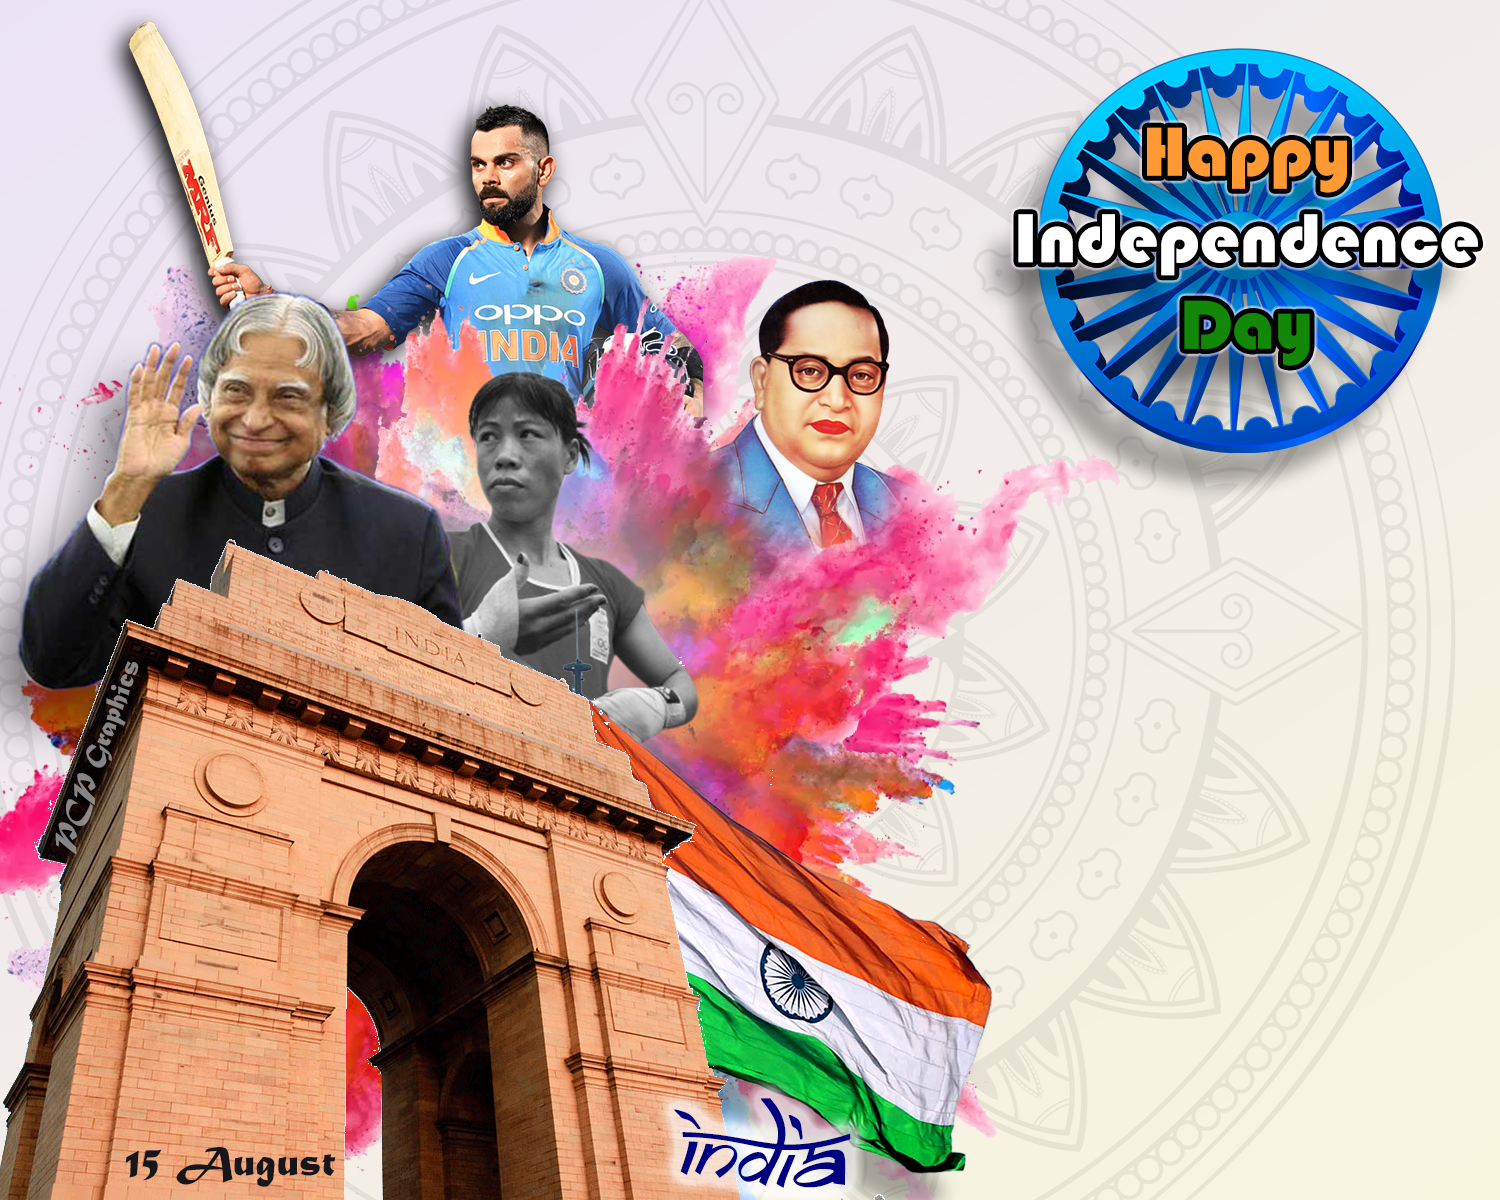 Happy
Independence
Day
Genius
MRF
oppo
INDIA
INDIA
PCP Graphics
15 August
india